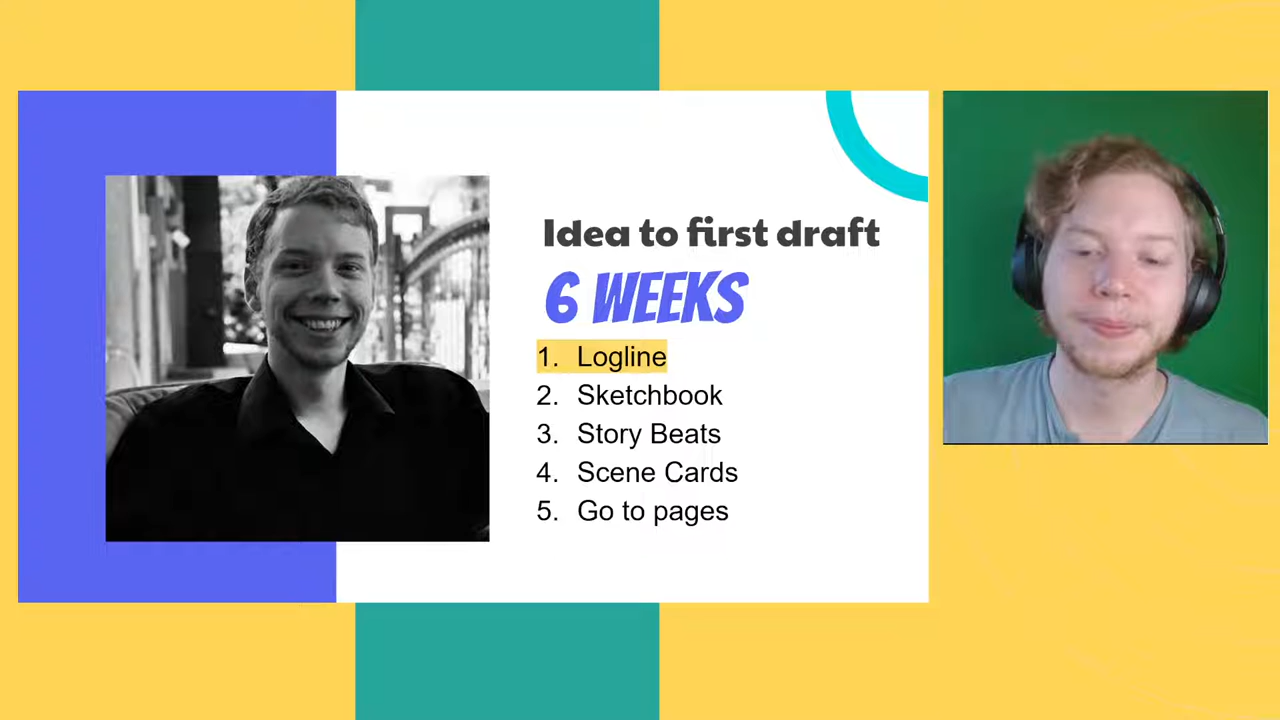 Idea to first draft
6 WEEKS
1. Logline
2. Sketchbook
3. Story Beats
4. Scene Cards
5. Go to pages